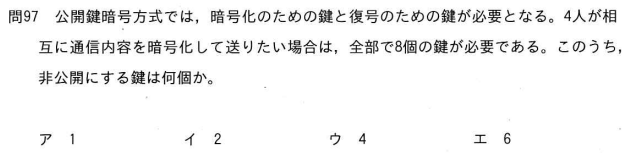 問97 公開鍵暗号方式では，暗号化のための鍵と復号のための鍵が必要となる。4人が相
互に通信内容を暗号化して送りたい場合は，全部で8個の鍵が必要である。このうち，
非公開にする鍵は何個か。
ア 1 イ 2 ウ 4 エ 6